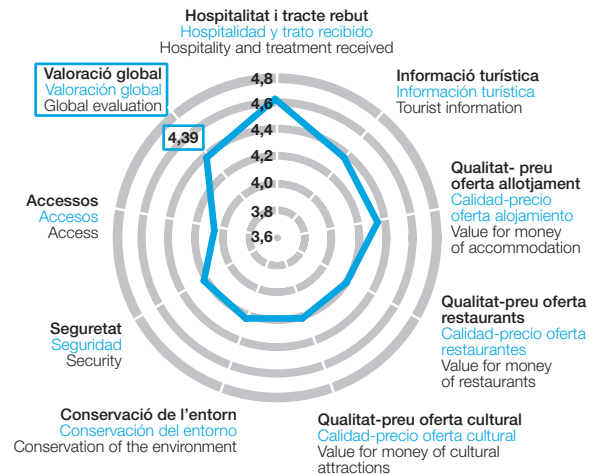 Hospitalitat i tracte rebut
Hospitalidad y trato recibido
Hospitality and treatment received
Valoració global
Valoración global
Global evaluation
4,39
4,8
4,6
4,4
4,2
4,0
3,8
3,6
Informació turística
Información turística
Tourist information
Qualitat- preu
oferta allotjament
Calidad-precio
oferta alojamiento
Value for money
of accommodation
Accessos
Accesos
Access
Qualitat-preu oferta
restaurants
Calidad-precio oferta
restaurantes
Value for money
of restaurants
Seguretat
Seguridad
Security
Conservació de l'entorn
Conservación del entorno
Conservation of the environment
Qualitat-preu oferta cultural
Calidad-precio oferta cultural
Value for money of cultural
attractions